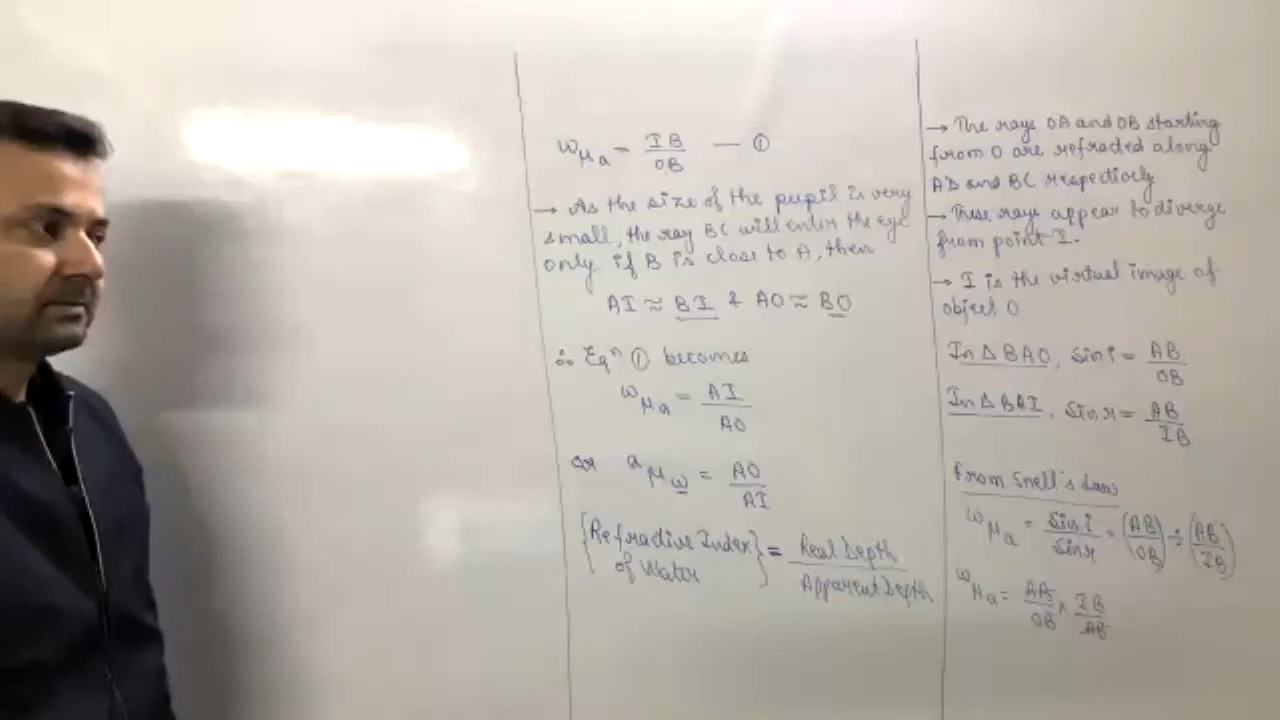 ωμa = IB/OB — ①
→ As the size of the pupil is very
small, the ray BC will enter the eye
only if B is close to A, then
AI ≈ BI & AO ≈ BO
∴ Eqⁿ ① becomes
ωμa = AI/AO
or aμω = AO/AI
{Refractive Index of Water} = Real Depth/Apparent Depth
→ The rays OA and OB starting
from O are refracted along
AD and BC respectively
→ These rays appear to diverge
from point I.
→ I is the virtual image of
object O
In Δ BAO, Sin i = AB/OB
In Δ BAI, Sin r = AB/IB
from Snell's Law
ωμa = Sin i/Sin r = (AB/OB) ÷ (AB/IB)
ωμa = AB/OB × IB/AB